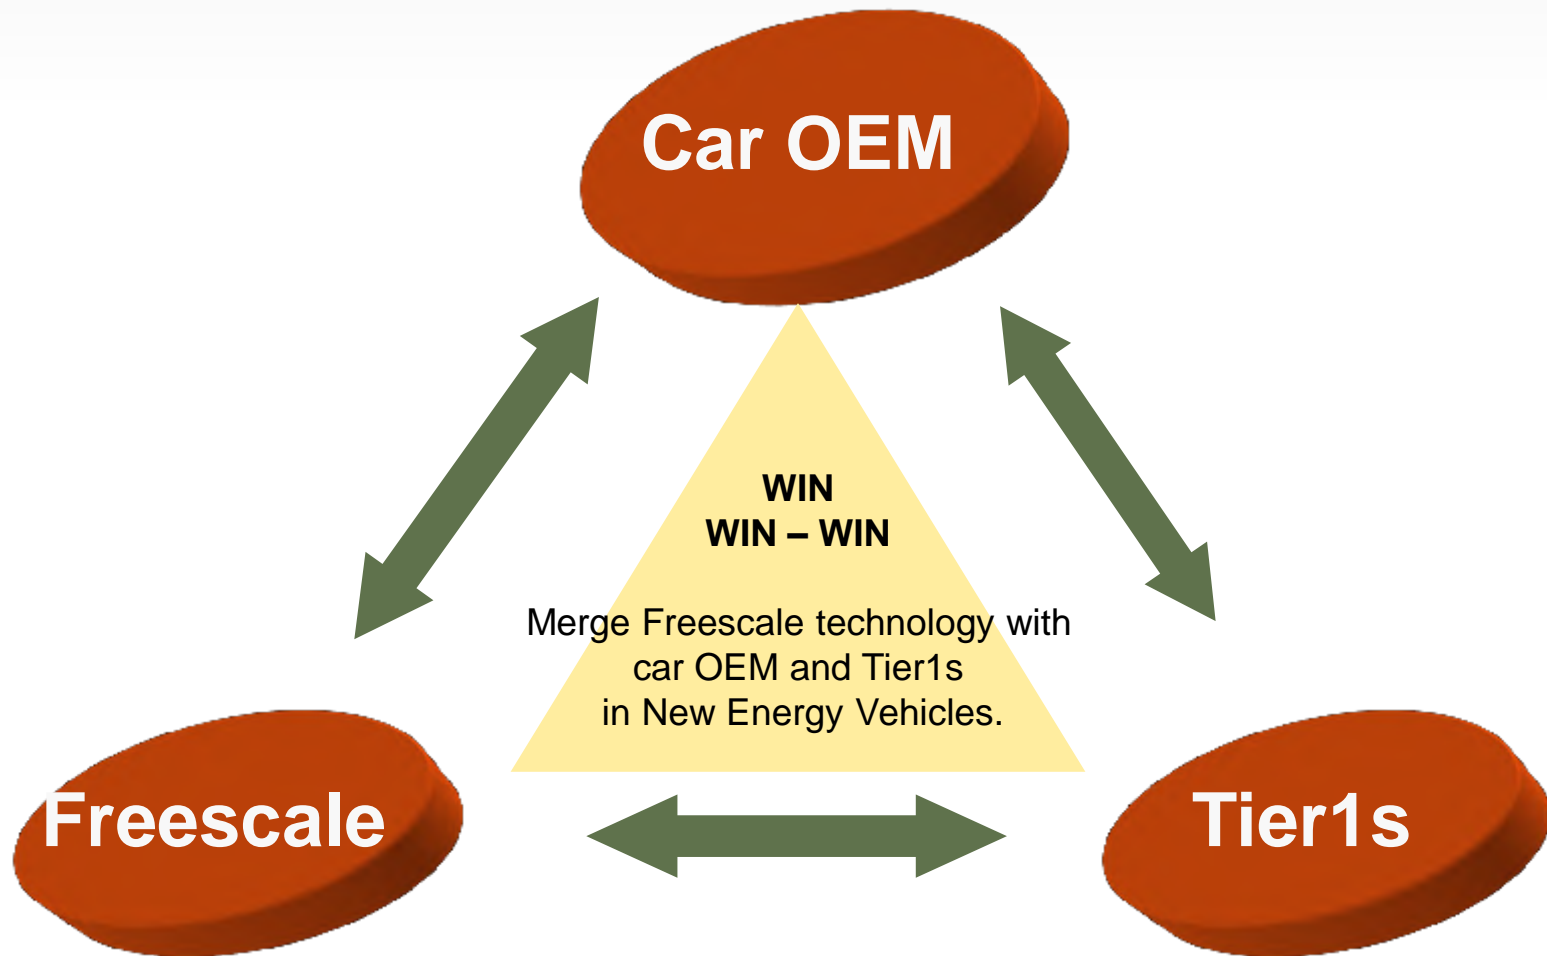 Car OEM
WIN
WIN – WIN
Merge Freescale technology with
car OEM and Tier1s
in New Energy Vehicles.
Freescale
Tier1s